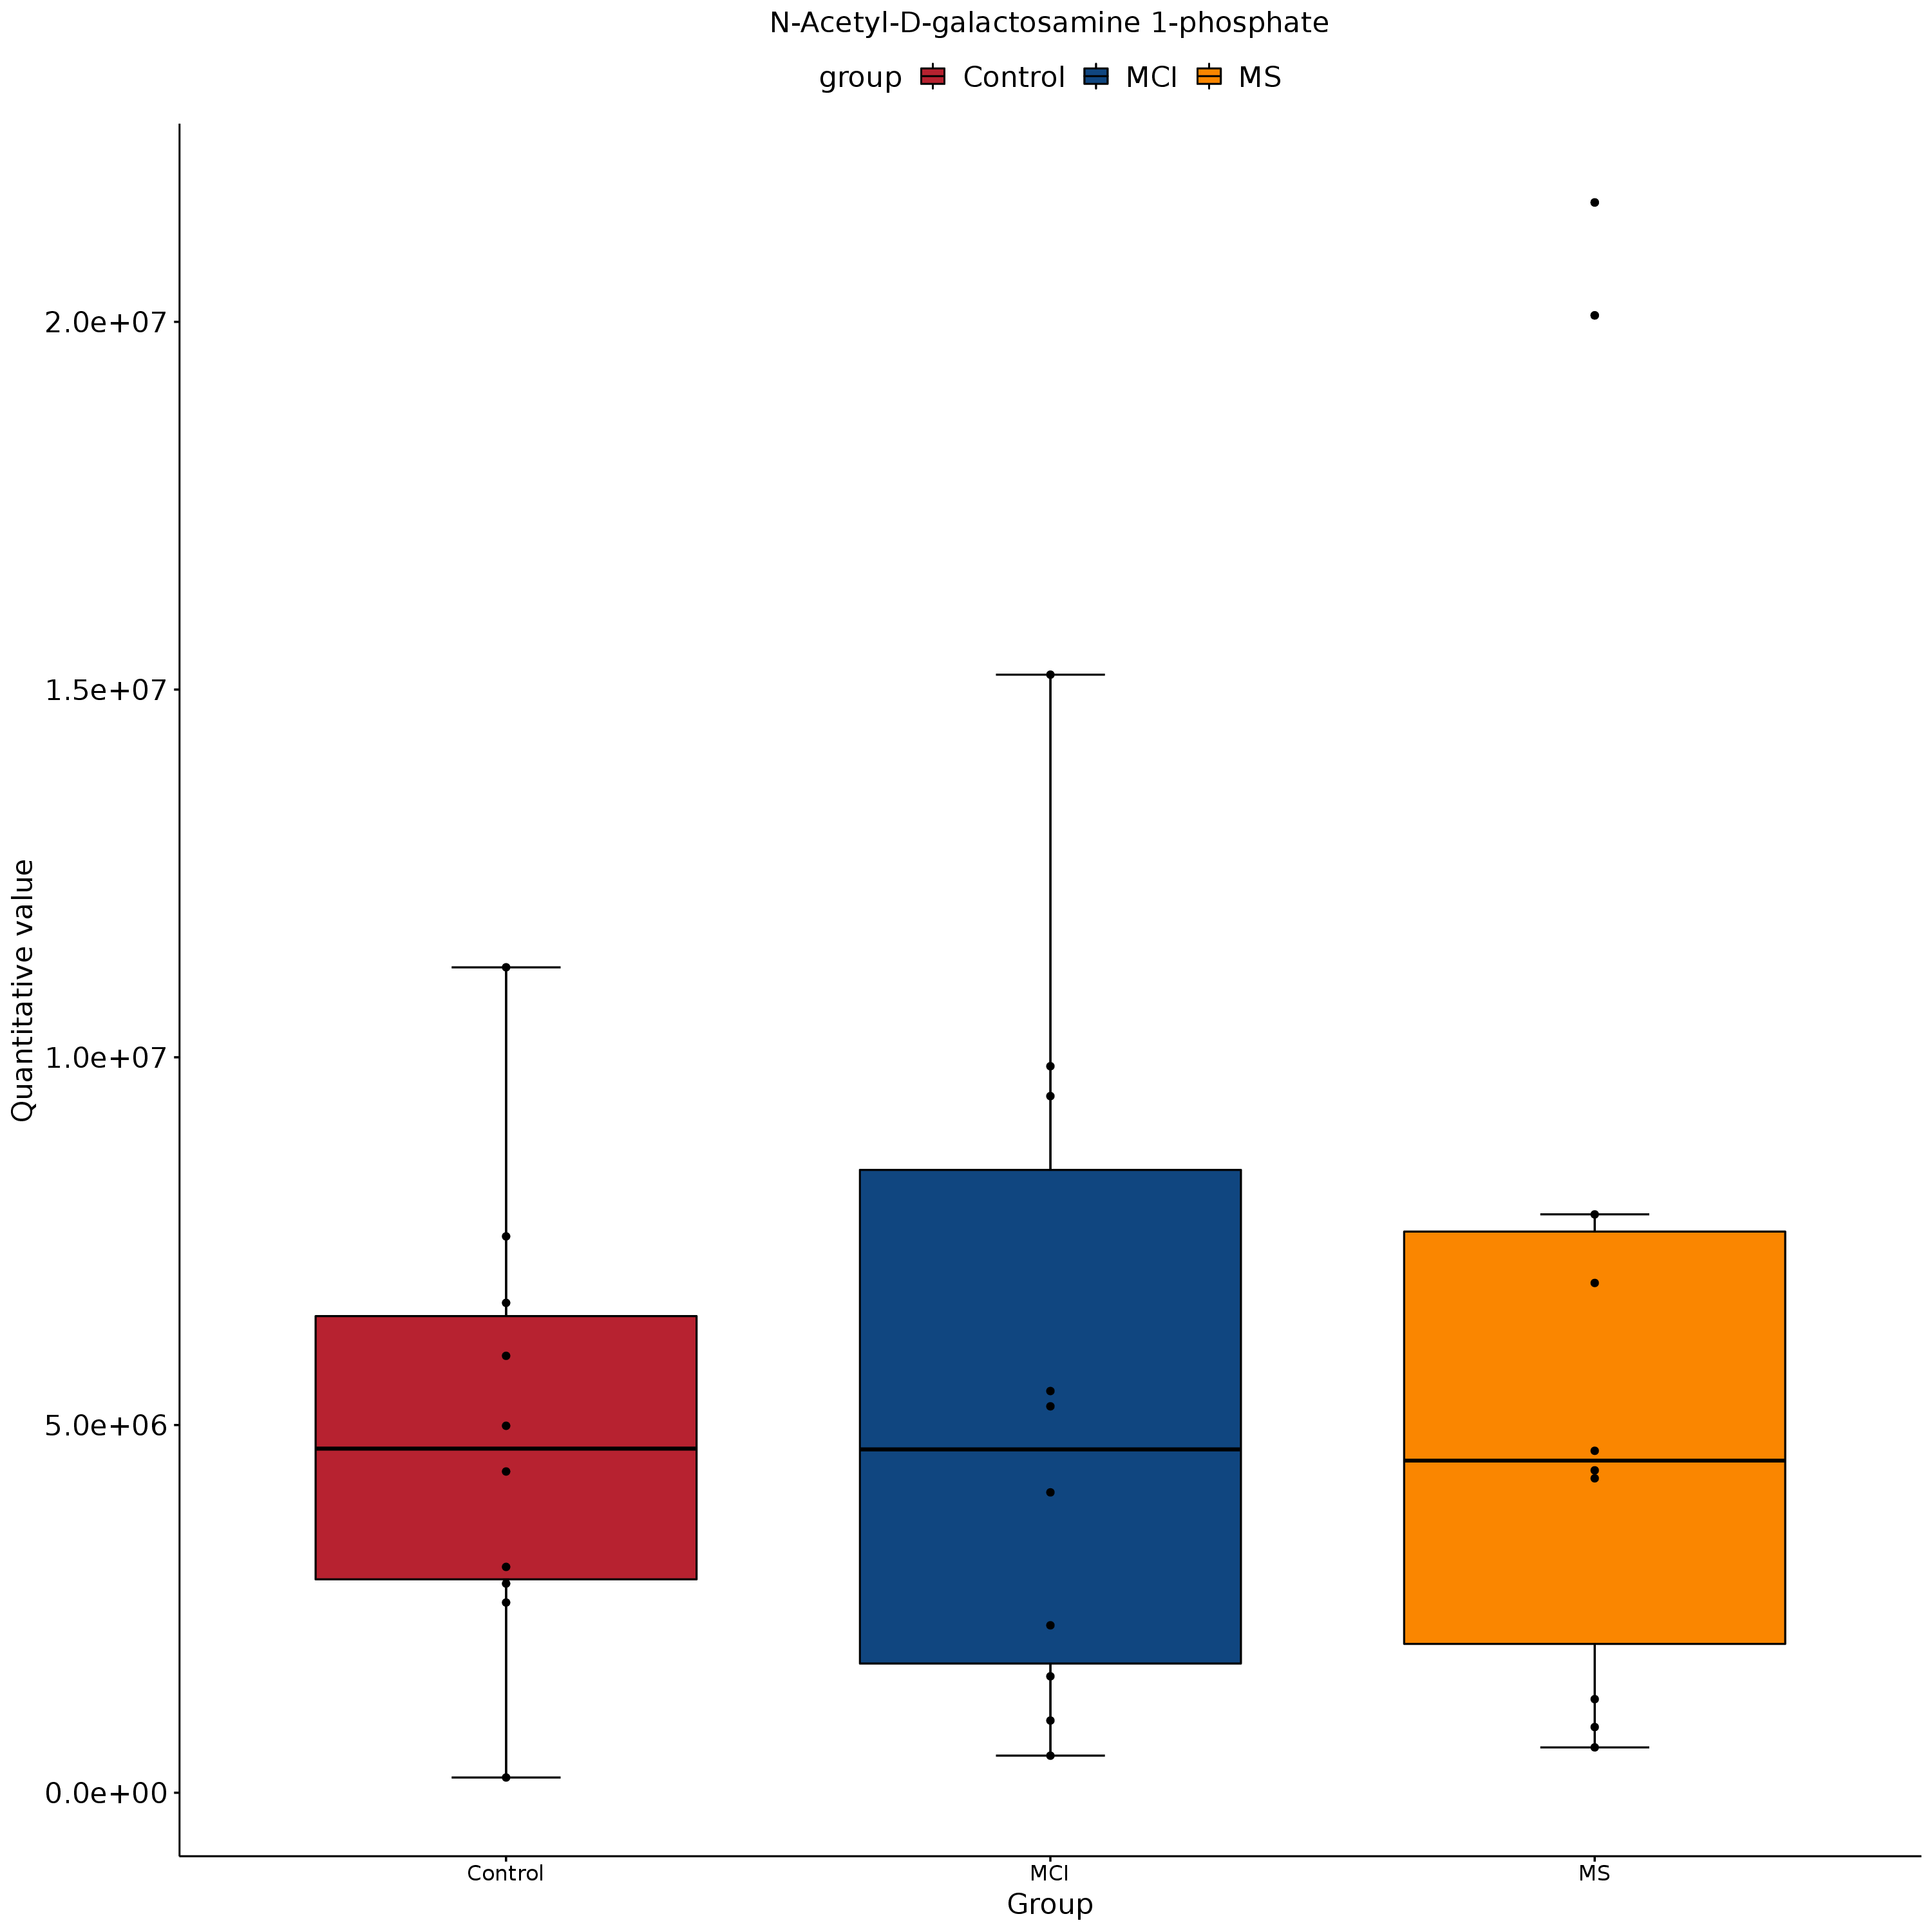 N-Acetyl-D-galactosamine 1-phosphate
group Control MCI MS
Quantitative value
2.0e+07
1.5e+07
1.0e+07
5.0e+06
0.0e+00
Control MCI MS
Group